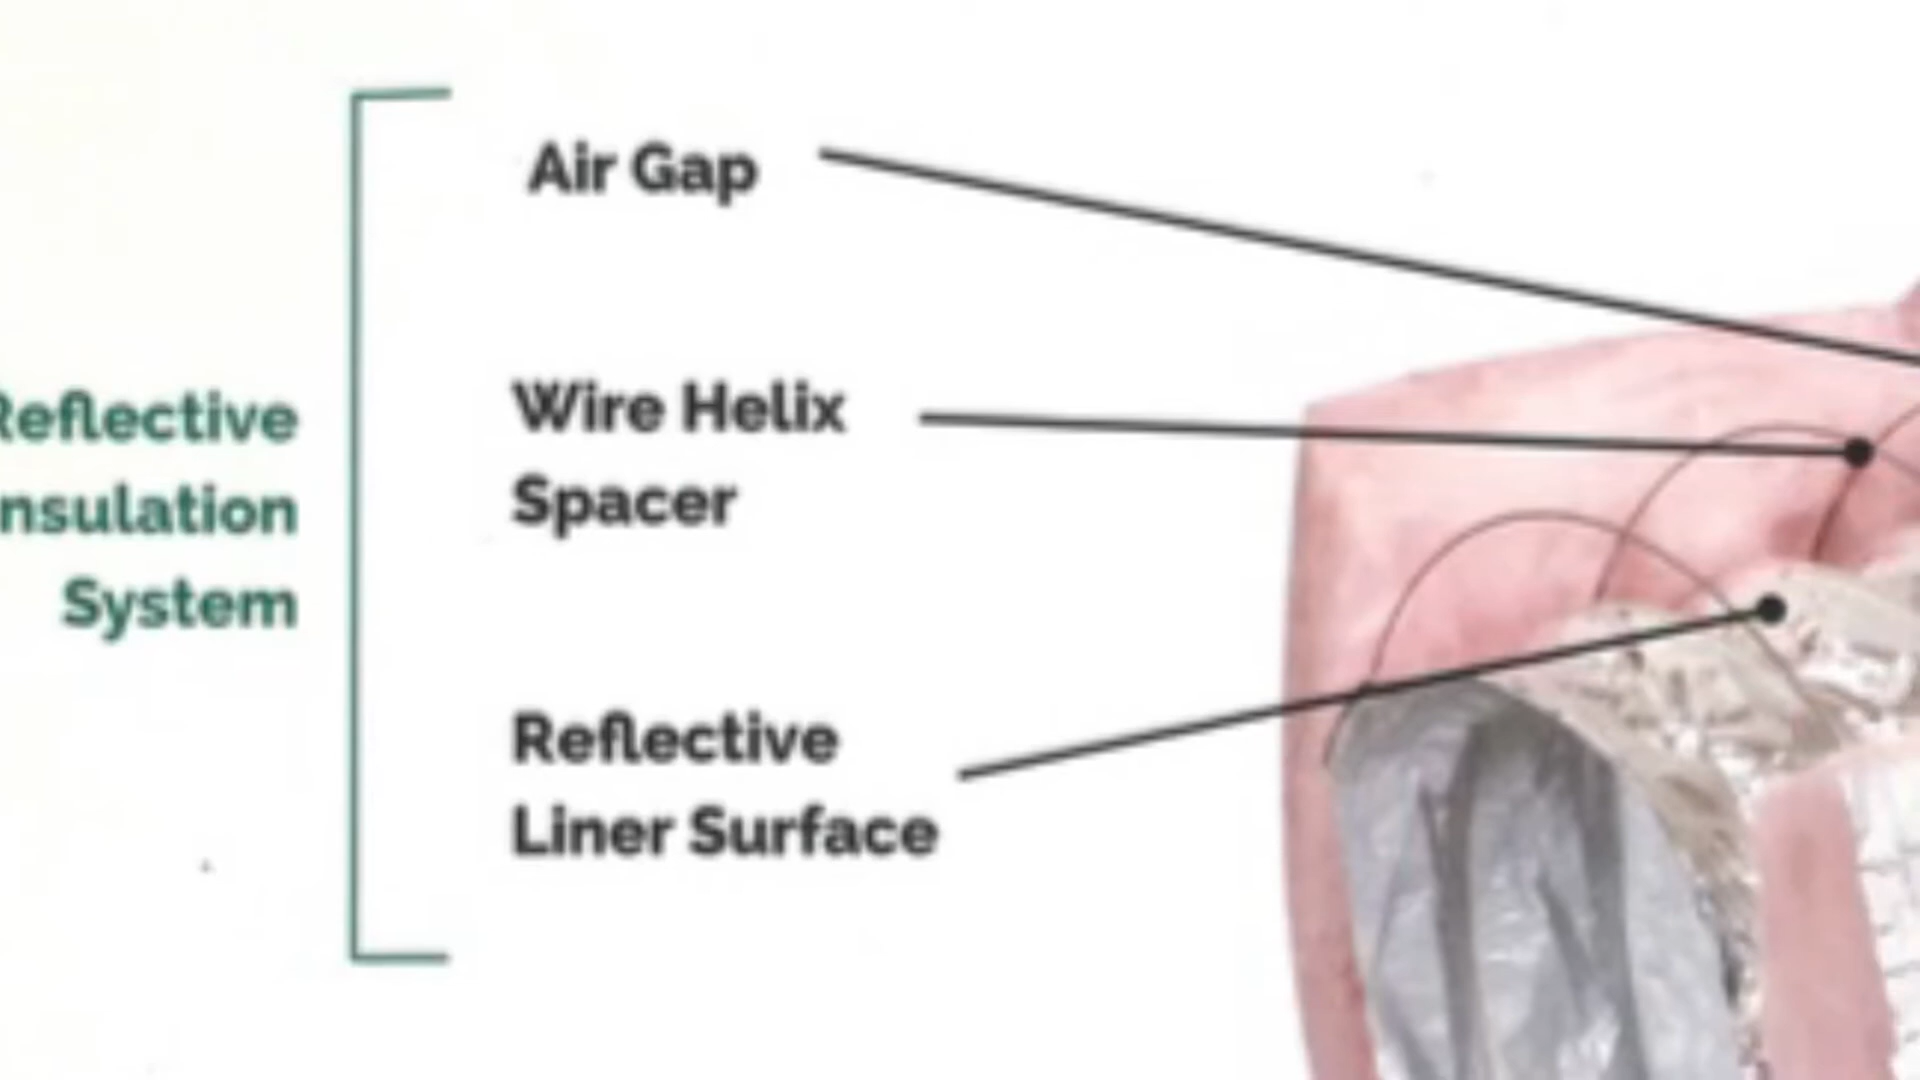 Air Gap
Wire Helix
Spacer
Reflective
Liner Surface
Reflective
nsulation
System